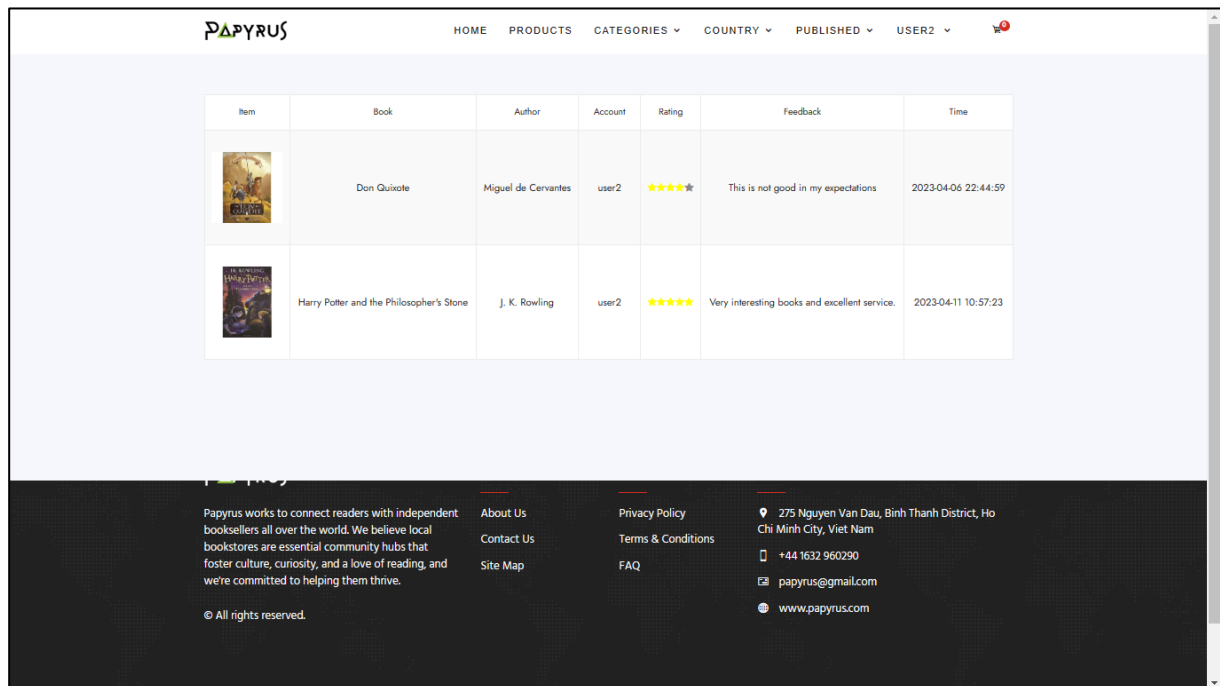 PAPYRUS
HOME PRODUCTS CATEGORIES COUNTRY PUBLISHED USER2 0
Item Book Author Account Rating Feedback Time
Don Quixote Miguel de Cervantes user2 This is not good in my expectations 2023-04-06 22:44:59
J.K. ROWLING
HARRY POTTER
Harry Potter and the Philosopher's Stone J. K. Rowling user2 Very interesting books and excellent service. 2023-04-11 10:57:23
Papyrus works to connect readers with independent
booksellers all over the world. We believe local
bookstores are essential community hubs that
foster culture, curiosity, and a love of reading, and
we're committed to helping them thrive.
© All rights reserved.
About Us
Contact Us
Site Map
Privacy Policy
Terms & Conditions
FAQ
275 Nguyen Van Dau, Binh Thanh District, Ho
Chi Minh City, Viet Nam
+44 1632 960290
papyrus@gmail.com
www.papyrus.com